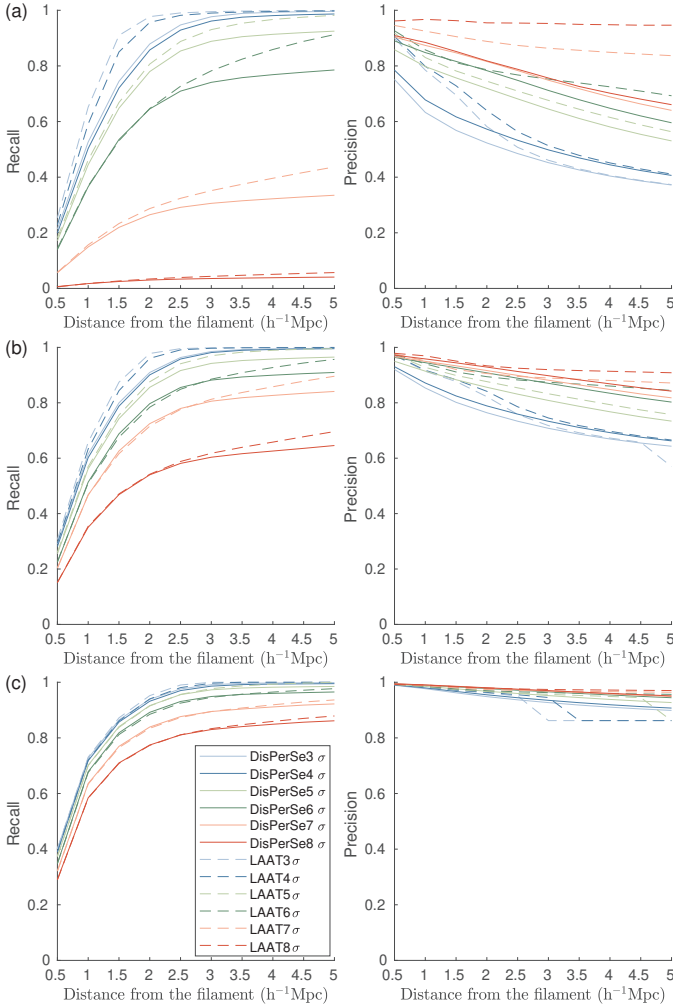 (a)
1
0.8
0.6
0.4
0.2
0
Recall
0.5 1 1.5 2 2.5 3 3.5 4 4.5 5
Distance from the filament (h⁻¹Mpc)
1
0.8
0.6
0.4
0.2
0
Precision
0.5 1 1.5 2 2.5 3 3.5 4 4.5 5
Distance from the filament (h⁻¹Mpc)
(b)
1
0.8
0.6
0.4
0.2
0
Recall
0.5 1 1.5 2 2.5 3 3.5 4 4.5 5
Distance from the filament (h⁻¹Mpc)
1
0.8
0.6
0.4
0.2
0
Precision
0.5 1 1.5 2 2.5 3 3.5 4 4.5 5
Distance from the filament (h⁻¹Mpc)
(c)
1
0.8
0.6
0.4
0.2
0
Recall
0.5 1 1.5 2 2.5 3 3.5 4 4.5 5
Distance from the filament (h⁻¹Mpc)
DisPerSe3 σ
DisPerSe4 σ
DisPerSe5 σ
DisPerSe6 σ
DisPerSe7 σ
DisPerSe8 σ
LAAT3σ
LAAT4σ
LAAT5σ
LAAT6σ
LAAT7σ
LAAT8σ
1
0.8
0.6
0.4
0.2
0
Precision
0.5 1 1.5 2 2.5 3 3.5 4 4.5 5
Distance from the filament (h⁻¹Mpc)